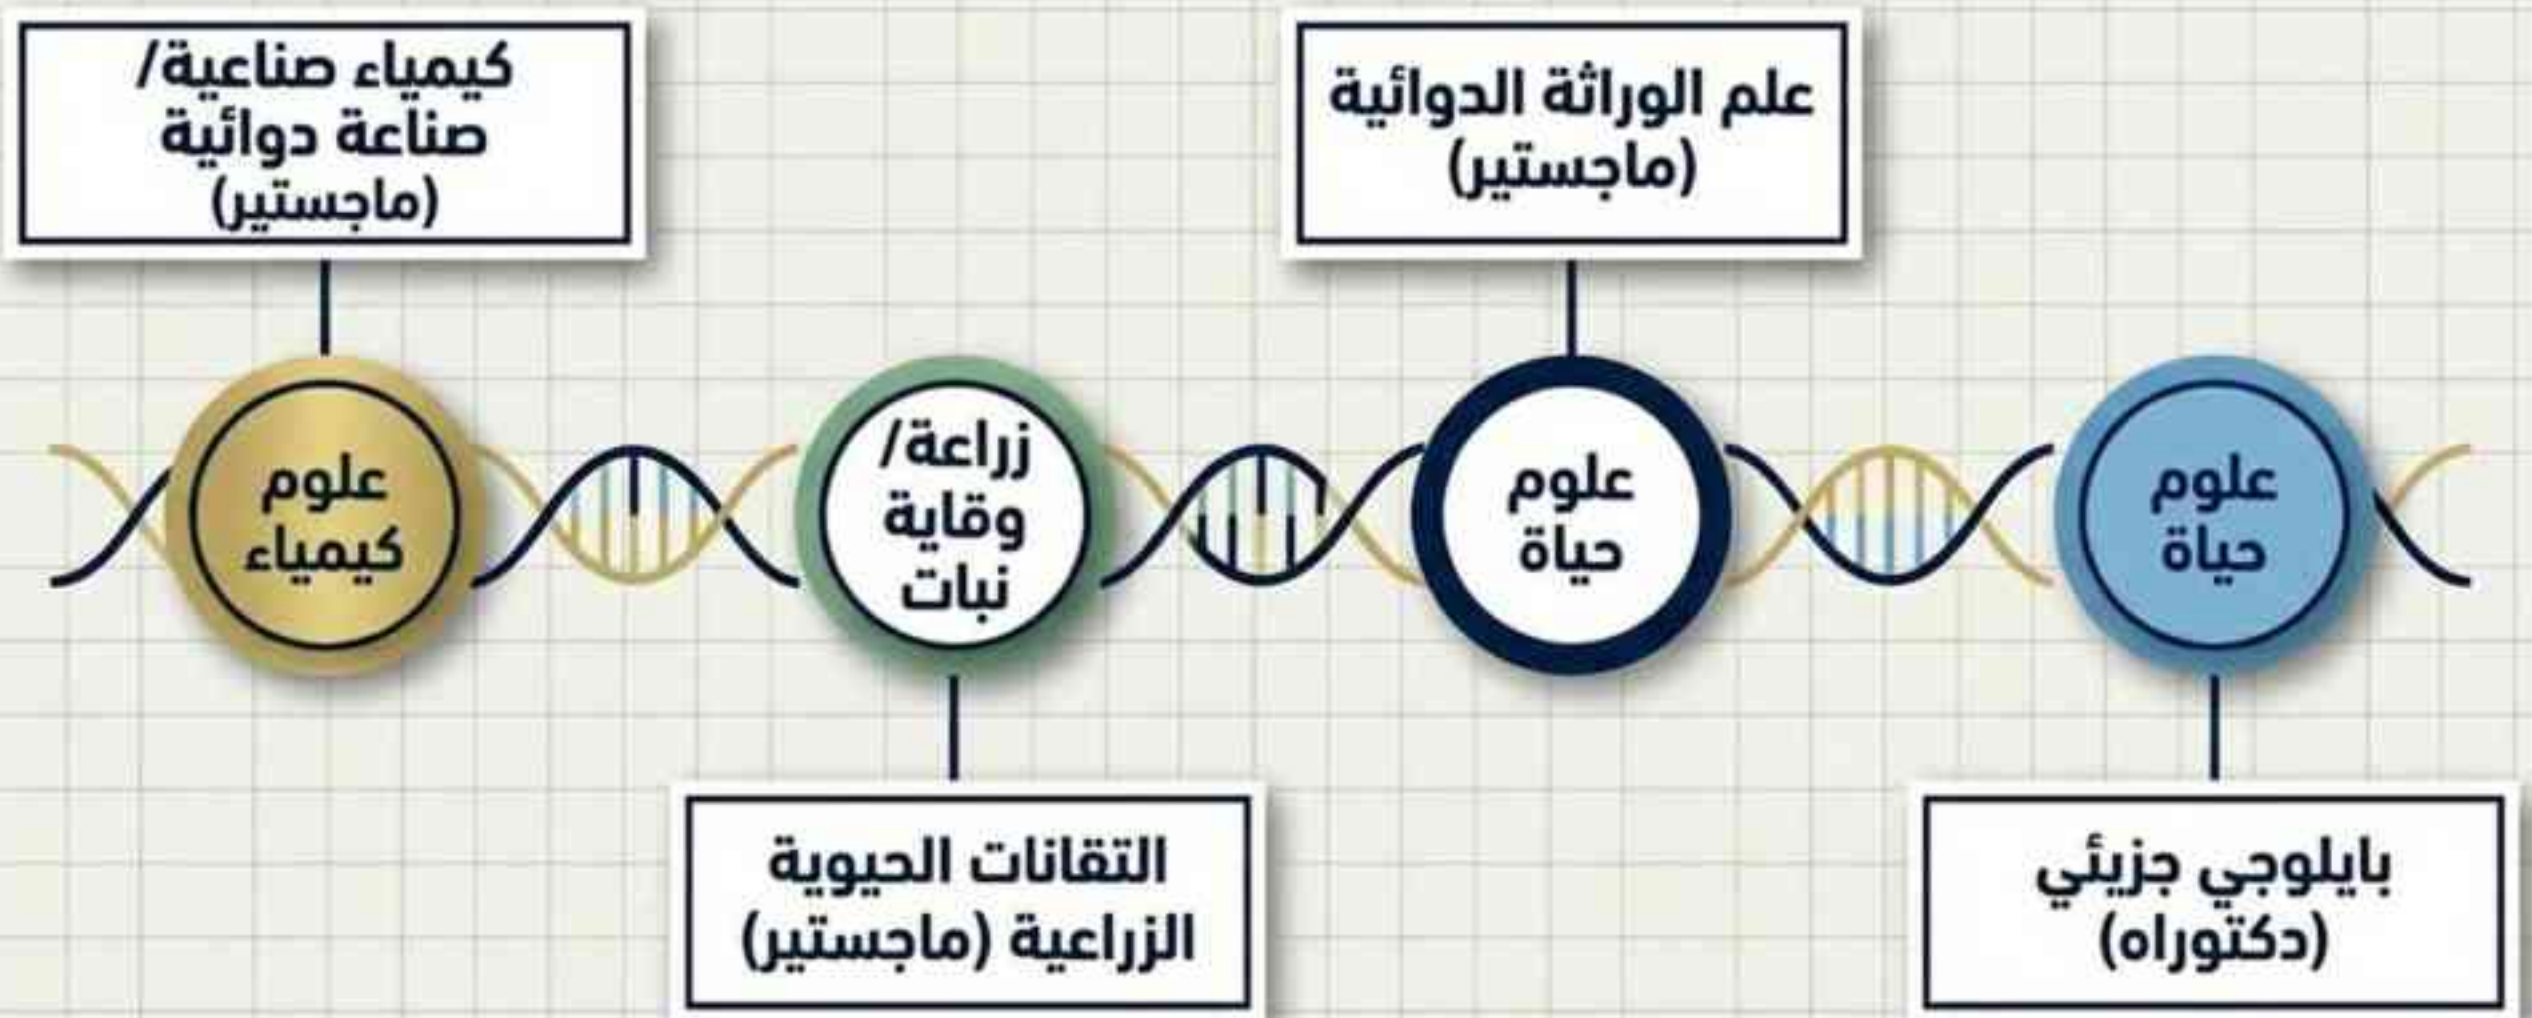 علوم
حياة
بايلوجي جزيئي
(دكتوراه)
علم الوراثة الدوائية
(ماجستير)
علوم
حياة
زراعة/
وقاية
نبات
التقانات الحيوية
الزراعية (ماجستير)
كيمياء صناعية/
صناعة دوائية
(ماجستير)
علوم
كيمياء